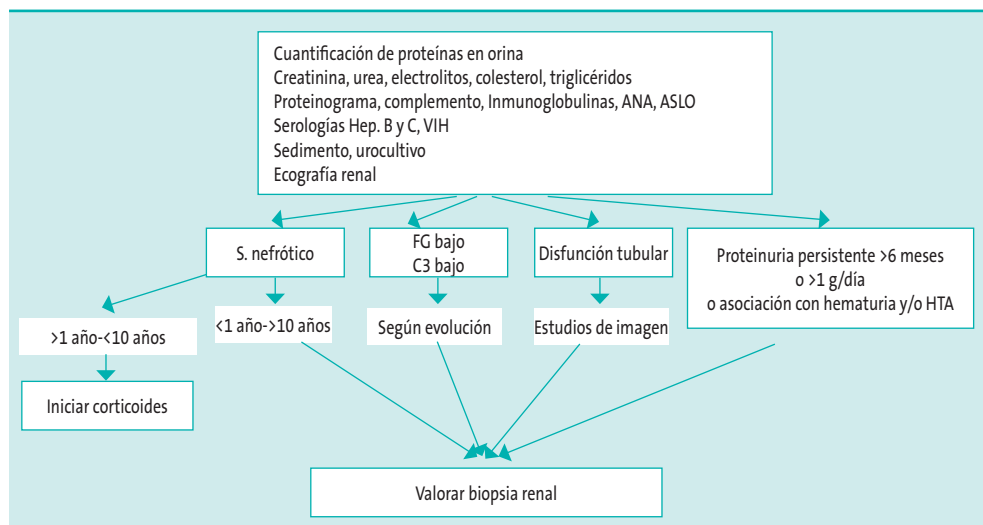 Cuantificación de proteínas en orina
Creatinina, urea, electrolitos, colesterol, triglicéridos
Proteinograma, complemento, Inmunoglobulinas, ANA, ASLO
Serologías Hep. B y C, VIH
Sedimento, urocultivo
Ecografía renal
S. nefrótico
FG bajo
C3 bajo
Disfunción tubular
Proteinuria persistente >6 meses
o >1 g/día
o asociación con hematuria y/o HTA
>1 año-<10 años
<1 año->10 años
Según evolución
Estudios de imagen
Iniciar corticoides
Valorar biopsia renal